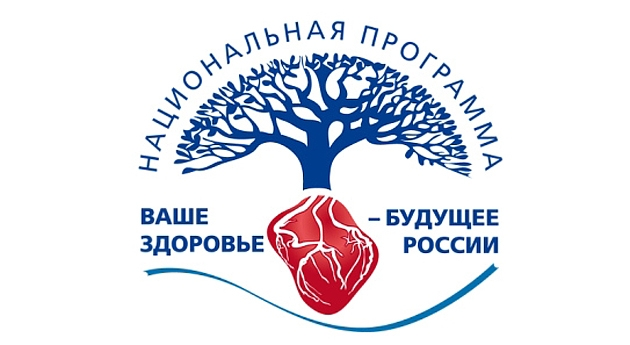 НАЦИОНАЛЬНАЯ ПРОГРАММА
ВАШЕ
ЗДОРОВЬЕ
– БУДУЩЕЕ
РОССИИ